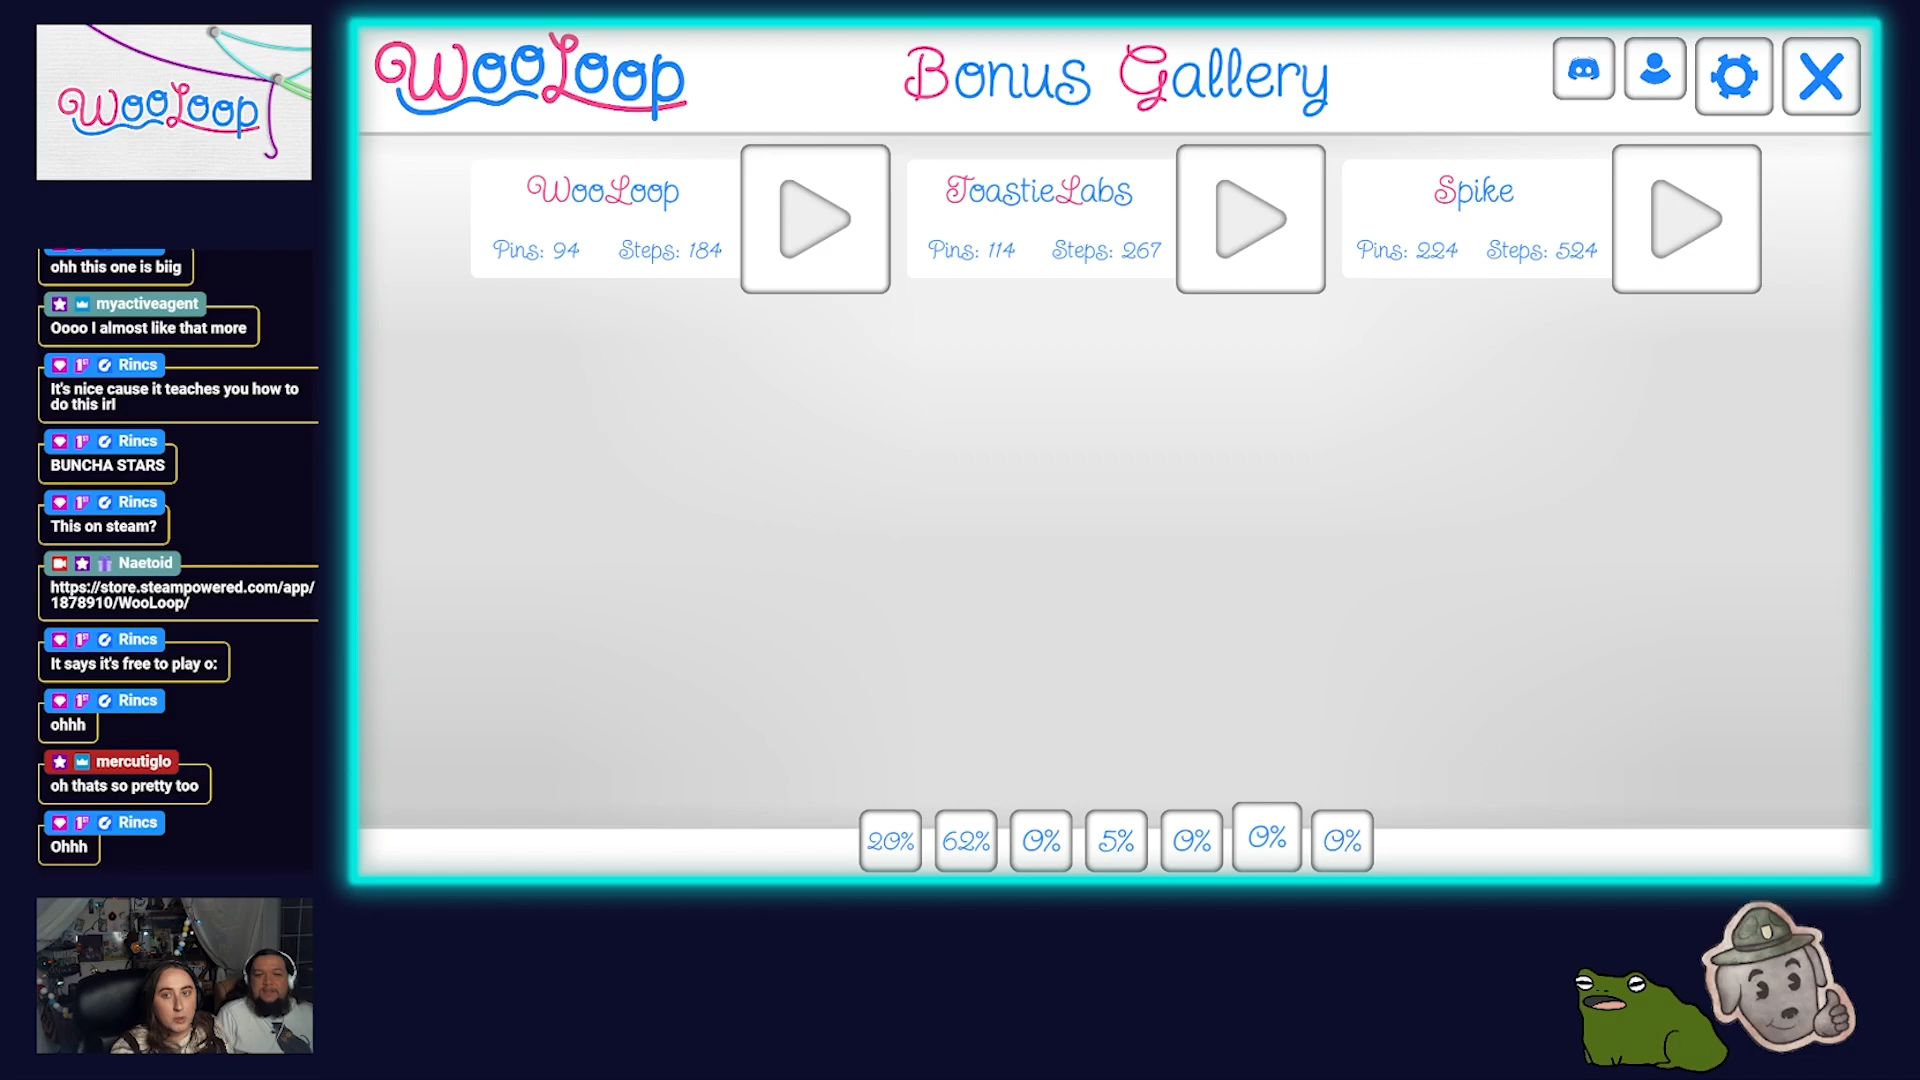 WooLoop
ohh this one is biig
myactiveagent
Oooo I almost like that more
Rincs
It's nice cause it teaches you how to
do this irl
Rincs
BUNCHA STARS
Rincs
This on steam?
Naetoid
https://store.steampowered.com/app/
1878910/WooLoop/
Rincs
It says it's free to play o:
Rincs
ohhh
mercutiglo
oh thats so pretty too
Rincs
Ohhh
WooLoop
Bonus Gallery
WooLoop
Pins: 94 Steps: 184
ToastieLabs
Pins: 114 Steps: 267
Spike
Pins: 224 Steps: 524
20% 62% 0% 5% 0% 0% 0%